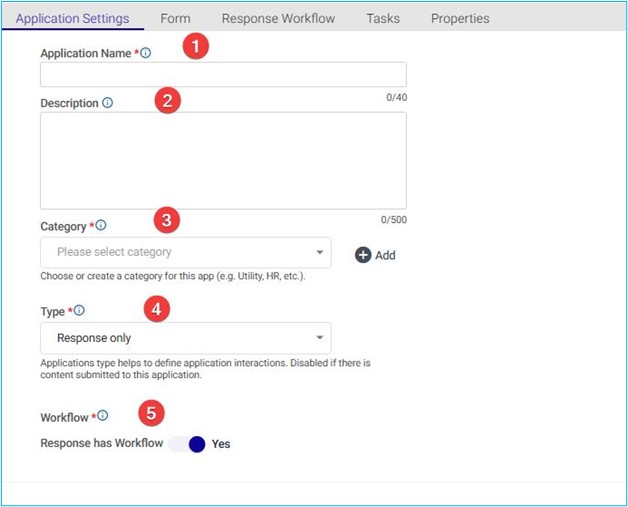 Application Settings Form Response Workflow Tasks Properties
1
Application Name *
0/40
2
Description
0/500
3
Category *
Please select category
Add
Choose or create a category for this app (e.g. Utility, HR, etc.).
4
Type *
Response only
Applications type helps to define application interactions. Disabled if there is
content submitted to this application.
5
Workflow *
Response has Workflow Yes